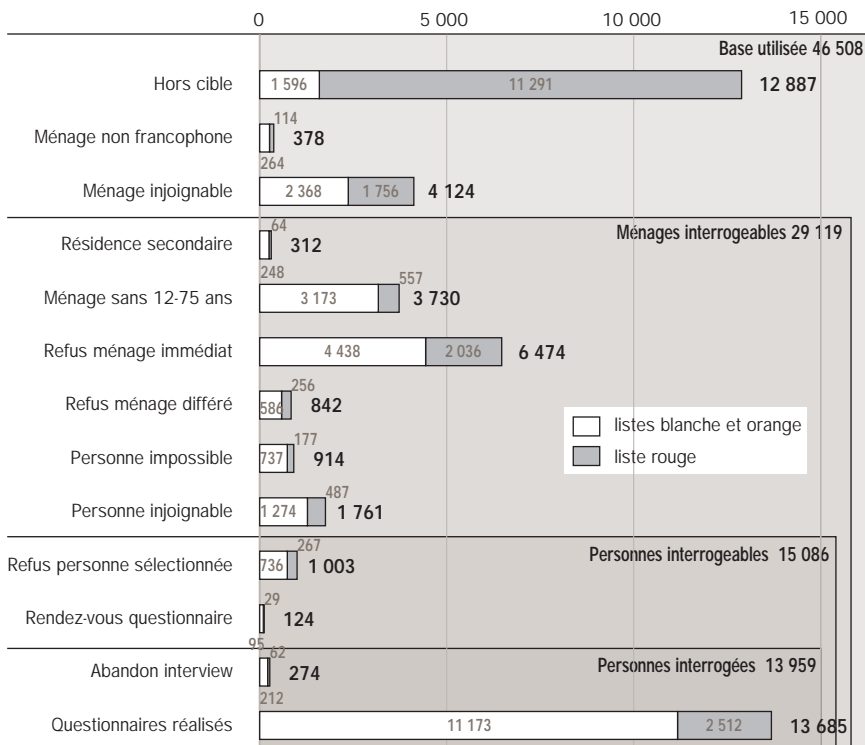 0 5 000 10 000 15 000
Base utilisée 46 508
Hors cible 1 596 11 291 12 887
114
Ménage non francophone 378
264
Ménage injoignable 2 368 1 756 4 124
64 Ménages interrogeables 29 119
Résidence secondaire 312
248 557
Ménage sans 12-75 ans 3 173 3 730
Refus ménage immédiat 4 438 2 036 6 474
256
Refus ménage différé 586 842
listes blanche et orange
177
Personne impossible 737 914
liste rouge
487
Personne injoignable 1 274 1 761
267 Personnes interrogeables 15 086
Refus personne sélectionnée 736 1 003
29
Rendez-vous questionnaire 124
95 62 Personnes interrogées 13 959
Abandon interview 274
212
Questionnaires réalisés 11 173 2 512 13 685